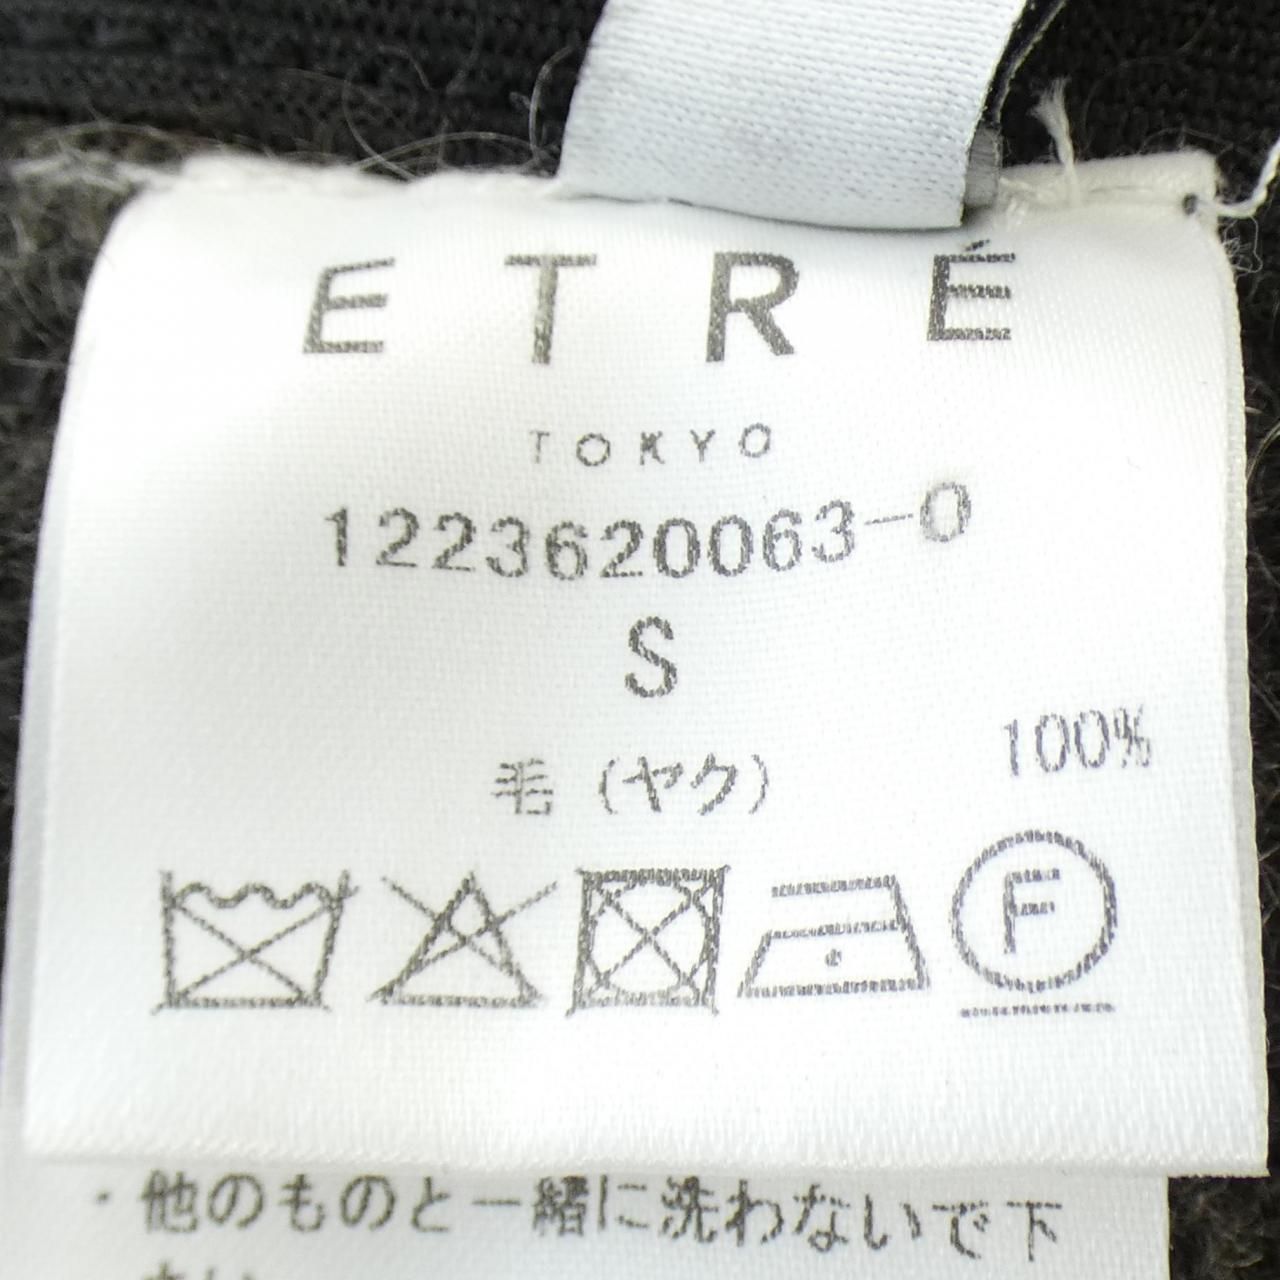 ETRÉ
TOKYO
1223620063-0
S
毛 (ヤク) 100%
F
・他のものと一緒に洗わないで下